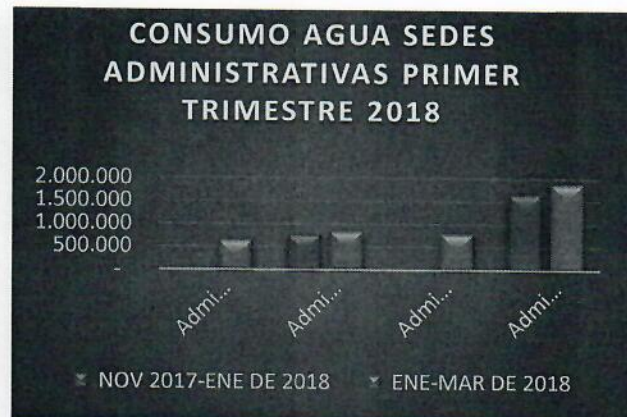 CONSUMO AGUA SEDES
ADMINISTRATIVAS PRIMER
TRIMESTRE 2018
2.000.000
1.500.000
1.000.000
500.000
-
Admi...
Admi...
Admi...
Admi...
NOV 2017-ENE DE 2018
ENE-MAR DE 2018